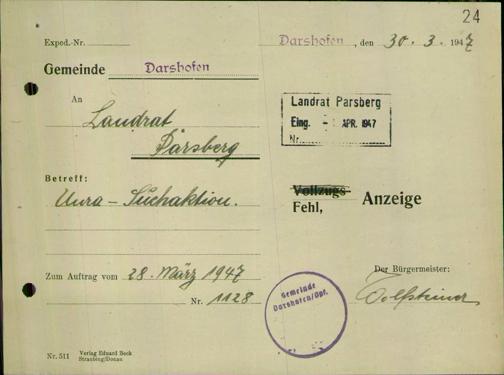 24
Exped.-Nr. Darshofen, den 30. 3. 1947
Gemeinde Darshofen
An
Landrat
Parsberg
Landrat Parsberg
Eing. - APR. 1947
Nr.
Betreff:
Unra - Suchaktion.
Vollzugs
Fehl, Anzeige
Zum Auftrag vom 28. März 1947
Nr. 1128
Der Bürgermeister:
Gemeinde
Darshofen/Opf.
Nr. 511 Verlag Eduard Beck
Straubing/Donau